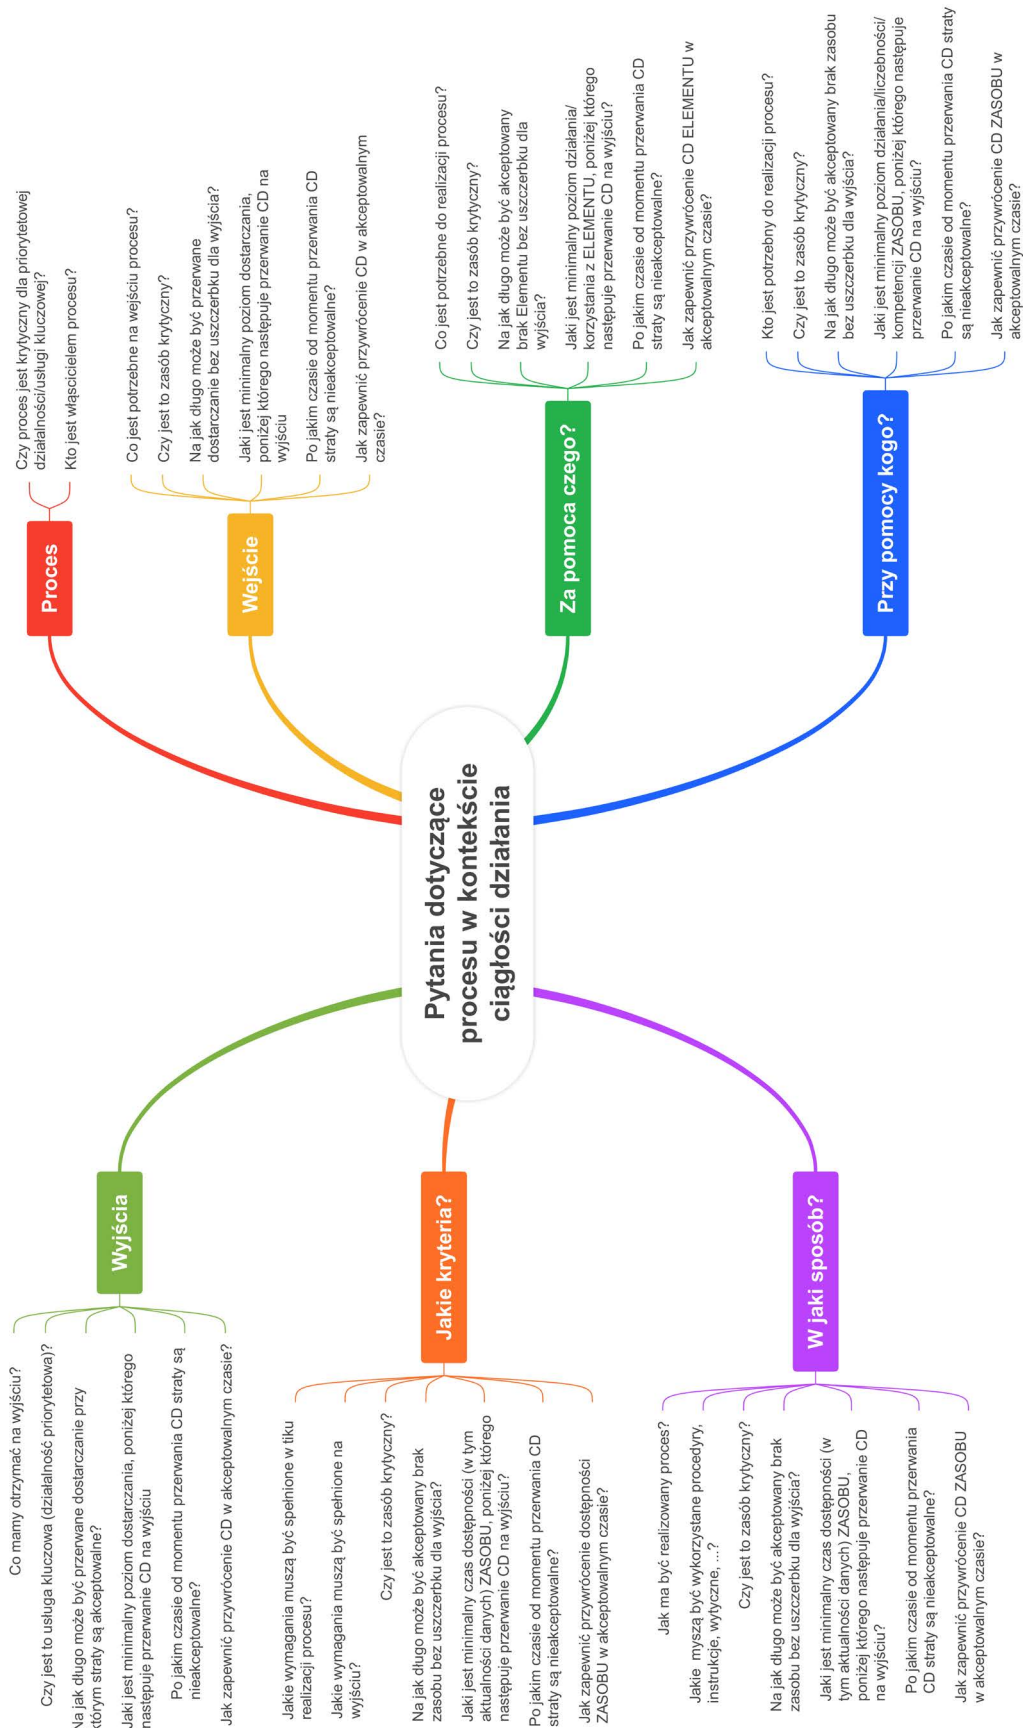 Pytania dotyczące
procesu w kontekście
ciągłości działania
Proces
Czy proces jest krytyczny dla priorytetowej
działalności/usługi kluczowej?
Kto jest włąscicielem procesu?
Wejście
Co jest potrzebne na wejściu procesu?
Czy jest to zasób krytyczny?
Na jak długo może być przerwane
dostarczanie bez uszczerbku dla wyjścia?
Jaki jest minimalny poziom dostarczania,
poniżej którego następuje przerwanie CD na
wyjściu
Po jakim czasie od momentu przerwania CD
straty są nieakceptowalne?
Jak zapewnić przywrócenie CD w akceptowalnym
czasie?
Za pomoca czego?
Co jest potrzebne do realizacji procesu?
Czy jest to zasób krytyczny?
Na jak długo może być akceptowany
brak Elementu bez uszczerbku dla
wyjścia?
Jaki jest minimalny poziom działania/
korzystania z ELEMENTU, poniżej którego
następuje przerwanie CD na wyjściu?
Po jakim czasie od momentu przerwania CD
straty są nieakceptowalne?
Jak zapewnić przywrócenie CD ELEMENTU w
akceptowalnym czasie?
Przy pomocy kogo?
Kto jest potrzebny do realizacji procesu?
Czy jest to zasób krytyczny?
Na jak długo może być akceptowany brak zasobu
bez uszczerbku dla wyjścia?
Jaki jest minimalny poziom działania/liczebności/
kompetencji ZASOBU, poniżej którego następuje
przerwanie CD na wyjściu?
Po jakim czasie od momentu przerwania CD straty
są nieakceptowalne?
Jak zapewnić przywrócenie CD ZASOBU w
akceptowalnym czasie?
Wyjścia
Co mamy otrzymać na wyjściu?
Czy jest to usługa kluczowa (działalność priorytetowa)?
Na jak długo może być przerwane dostarczanie przy
którym straty są akceptowalne?
Jaki jest minimalny poziom dostarczania, poniżej którego
następuje przerwanie CD na wyjściu
Po jakim czasie od momentu przerwania CD straty są
nieakceptowalne?
Jak zapewnić przywrócenie CD w akceptowalnym czasie?
Jakie kryteria?
Jakie wymagania muszą być spełnione w tiku
realizacji procesu?
Jakie wymagania muszą być spełnione na
wyjściu?
Czy jest to zasób krytyczny?
Na jak długo może być akceptowany brak
zasobu bez uszczerbku dla wyjścia?
Jaki jest minimalny czas dostępności (w tym
aktualności danych) ZASOBU, poniżej którego
następuje przerwanie CD na wyjściu?
Po jakim czasie od momentu przerwania CD
straty są nieakceptowalne?
Jak zapewnić przywrócenie dostępności
ZASOBU w akceptowalnym czasie?
W jaki sposób?
Jak ma być realizowany proces?
Jakie myszą być wykorzystane procedury,
instrukcje, wytyczne, ...?
Czy jest to zasób krytyczny?
Na jak długo może być akceptowany brak
zasobu bez uszczerbku dla wyjścia?
Jaki jest minimalny czas dostępności (w
tym aktualności danych) ZASOBU,
poniżej którego następuje przerwanie CD
na wyjściu?
Po jakim czasie od momentu przerwania
CD straty są nieakceptowalne?
Jak zapewnić przywrócenie CD ZASOBU
w akceptowalnym czasie?